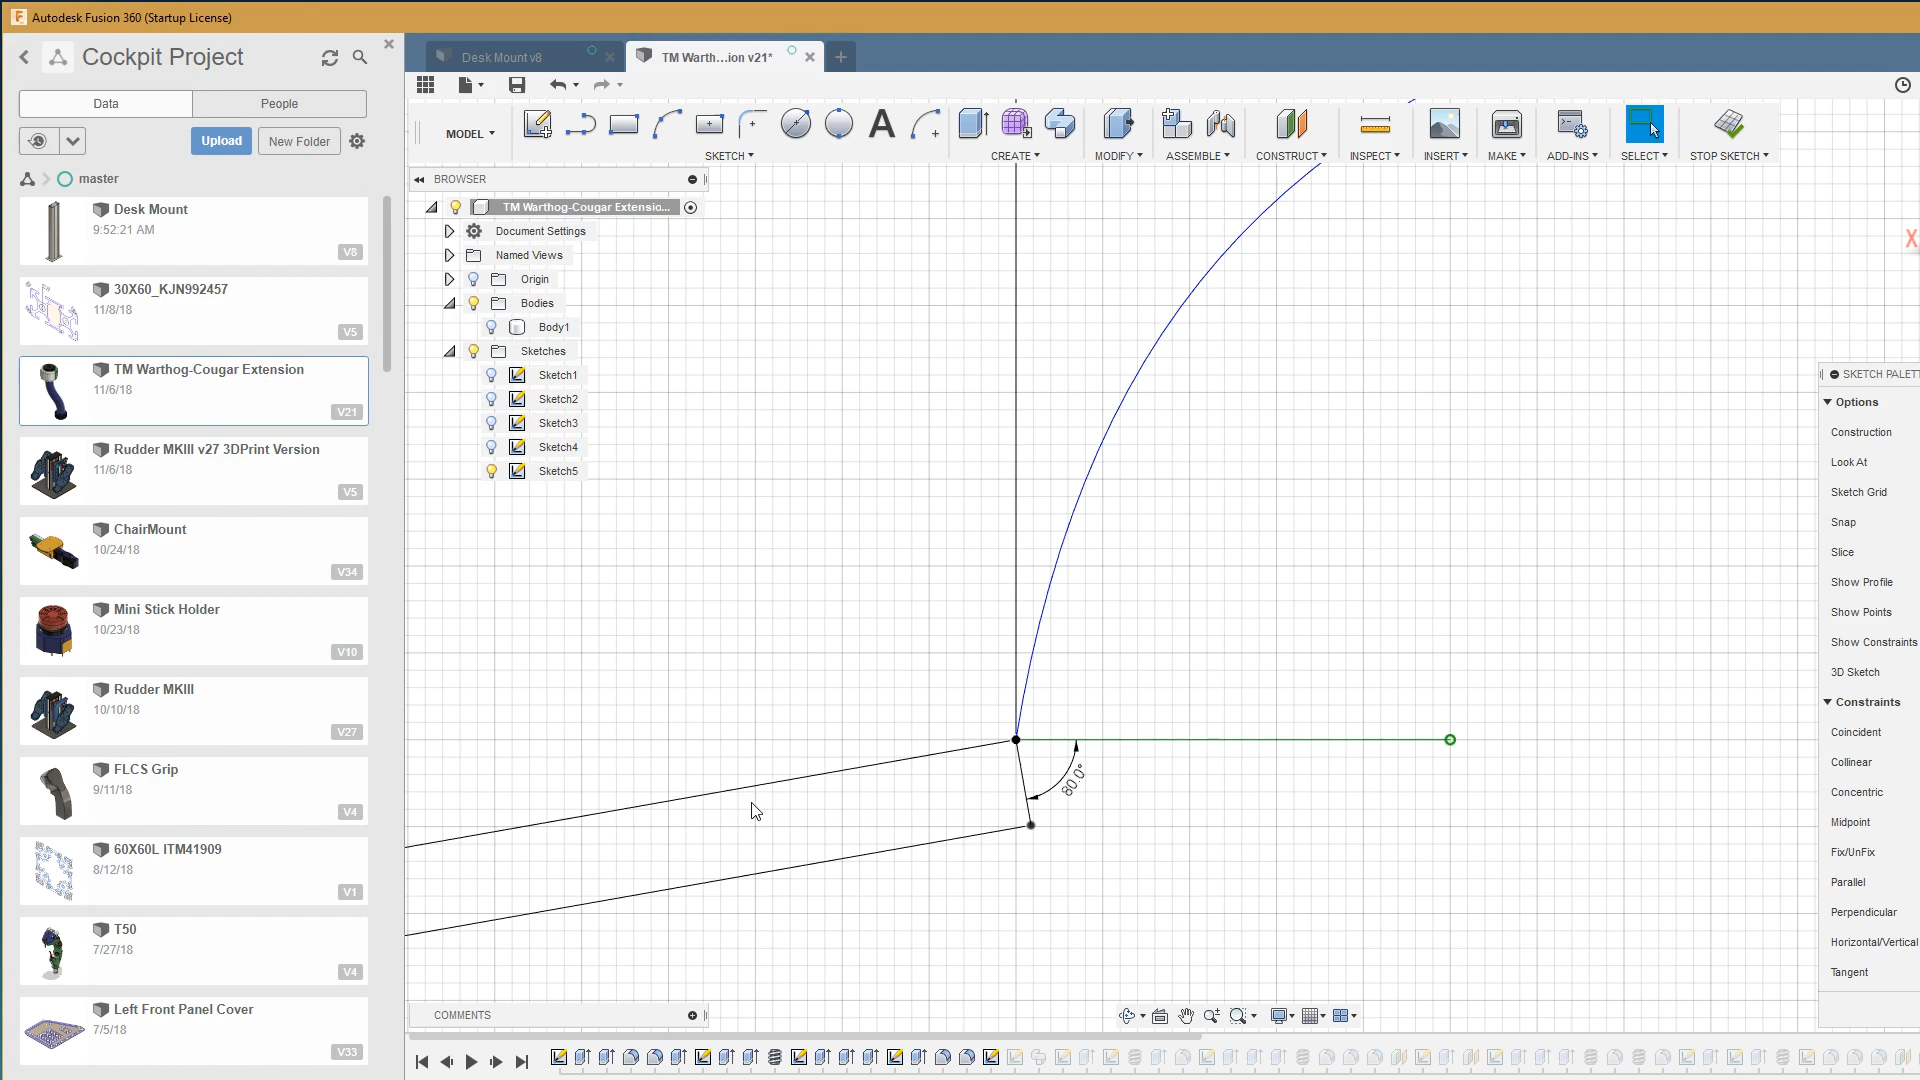 Autodesk Fusion 360 (Startup License)
Cockpit Project
Data
People
Upload
New Folder
master
Desk Mount
9:52:21 AM
V8
30X60_KJN992457
11/8/18
V5
TM Warthog-Cougar Extension
11/6/18
V21
Rudder MKIII v27 3DPrint Version
11/6/18
V5
ChairMount
10/24/18
V34
Mini Stick Holder
10/23/18
V10
Rudder MKIII
10/10/18
V27
FLCS Grip
9/11/18
V4
60X60L ITM41909
8/12/18
V1
T50
7/27/18
V4
Left Front Panel Cover
7/5/18
V33
Desk Mount v8
TM Warth...ion v21*
MODEL
SKETCH
CREATE
MODIFY
ASSEMBLE
CONSTRUCT
INSPECT
INSERT
MAKE
ADD-INS
SELECT
STOP SKETCH
BROWSER
TM Warthog-Cougar Extensio...
Document Settings
Named Views
Origin
Bodies
Body1
Sketches
Sketch1
Sketch2
Sketch3
Sketch4
Sketch5
80.0°
X
SKETCH PALETT
Options
Construction
Look At
Sketch Grid
Snap
Slice
Show Profile
Show Points
Show Constraints
3D Sketch
Constraints
Coincident
Collinear
Concentric
Midpoint
Fix/UnFix
Parallel
Perpendicular
Horizontal/Vertical
Tangent
COMMENTS